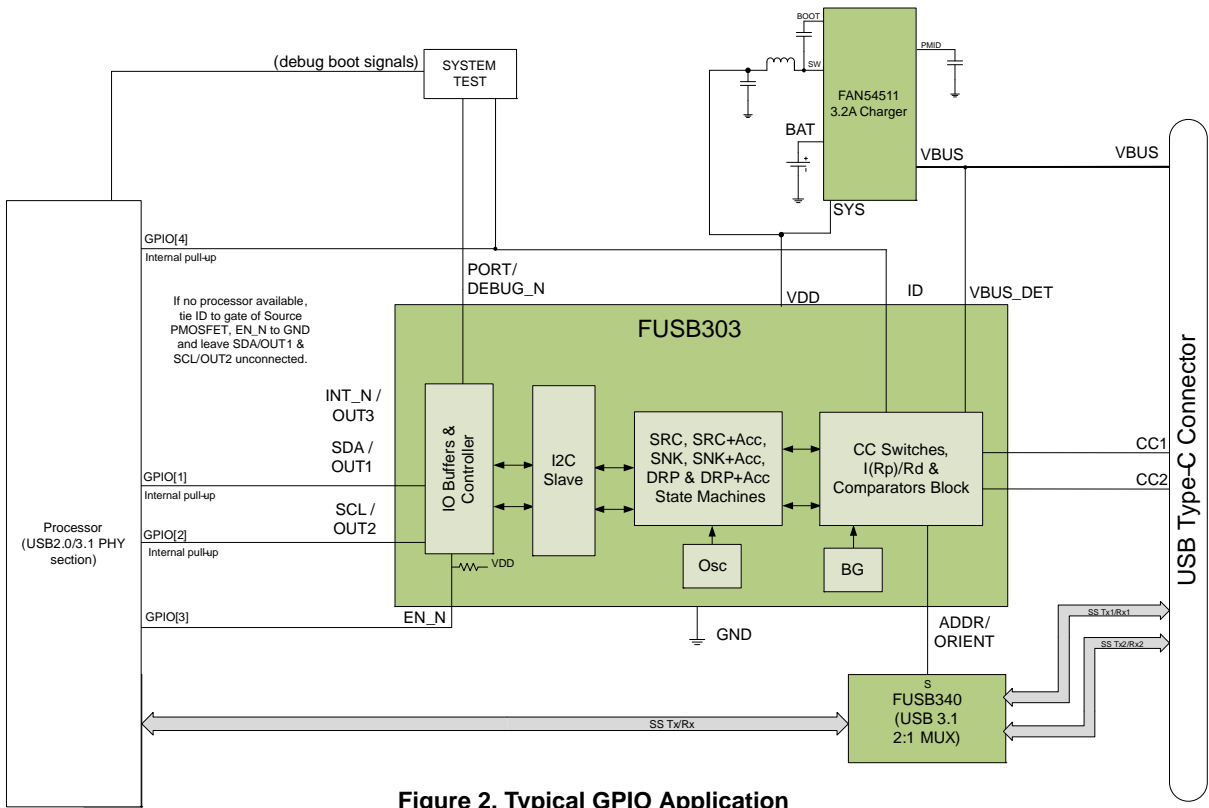 BOOT
PMID
(debug boot signals)
SYSTEM
TEST
SW
FAN54511
3.2A Charger
BAT
+
-
VBUS
VBUS
SYS
GPIO[4]
Internal pull-up
PORT/
DEBUG_N
VDD
ID
VBUS_DET
If no processor available,
tie ID to gate of Source
PMOSFET, EN_N to GND
and leave SDA/OUT1 &
SCL/OUT2 unconnected.
FUSB303
INT_N /
OUT3
SDA /
OUT1
GPIO[1]
Internal pull-up
SCL /
OUT2
GPIO[2]
Internal pull-up
Processor
(USB2.0/3.1 PHY
section)
IO Buffers &
Controller
I2C
Slave
SRC, SRC+Acc,
SNK, SNK+Acc,
DRP & DRP+Acc
State Machines
CC Switches,
I(Rp)/Rd &
Comparators Block
CC1
CC2
USB Type-C Connector
VDD
Osc
BG
GPIO[3]
EN_N
GND
ADDR/
ORIENT
SS Tx1/Rx1
SS Tx2/Rx2
S
FUSB340
(USB 3.1
2:1 MUX)
SS Tx/Rx
Figure 2. Typical GPIO Application